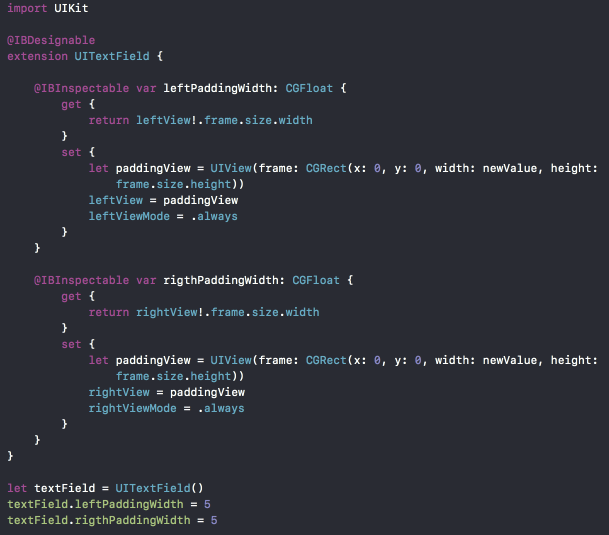 import UIKit

@IBDesignable
extension UITextField {

    @IBInspectable var leftPaddingWidth: CGFloat {
        get {
            return leftView!.frame.size.width
        }
        set {
            let paddingView = UIView(frame: CGRect(x: 0, y: 0, width: newValue, height:
                frame.size.height))
            leftView = paddingView
            leftViewMode = .always
        }
    }

    @IBInspectable var rigthPaddingWidth: CGFloat {
        get {
            return rightView!.frame.size.width
        }
        set {
            let paddingView = UIView(frame: CGRect(x: 0, y: 0, width: newValue, height:
                frame.size.height))
            rightView = paddingView
            rightViewMode = .always
        }
    }
}

let textField = UITextField()
textField.leftPaddingWidth = 5
textField.rigthPaddingWidth = 5